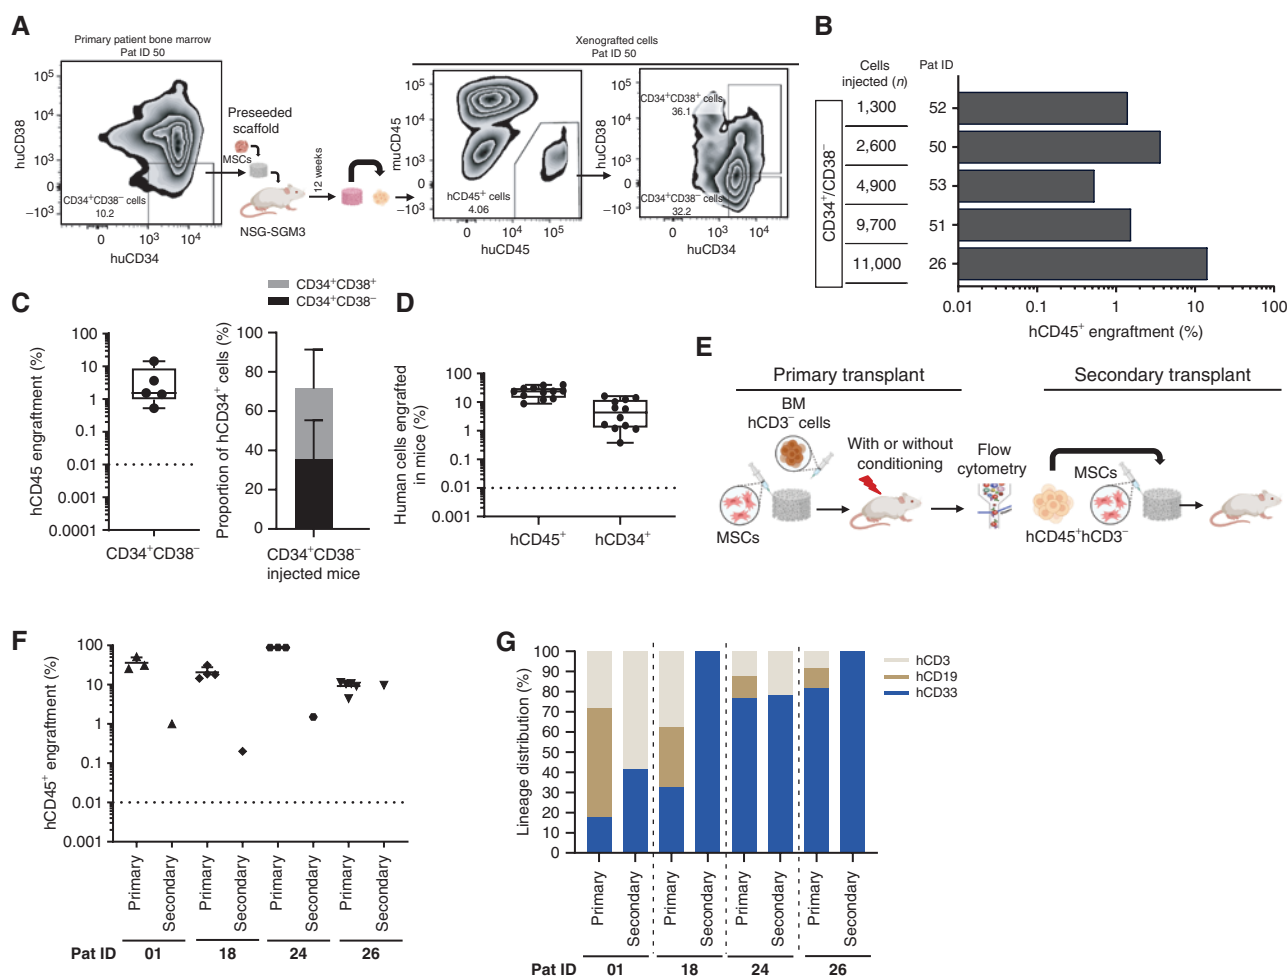 A
Primary patient bone marrow
Pat ID 50
huCD38
10⁵
10⁴
10³
0
−10³
CD34⁺CD38⁻ cells
10.2
0 10³ 10⁴
huCD34
Preseeded
scaffold
MSCs
NSG-SGM3
12 weeks
Xenografted cells
Pat ID 50
muCD45
10⁵
10⁴
10³
0
−10³
hCD45⁺ cells
4.06
0 10⁴ 10⁵
huCD45
huCD38
10⁵
10⁴
10³
0
−10³
CD34⁺CD38⁺ cells
36.1
CD34⁺CD38⁻ cells
32.2
0 10³ 10⁴
huCD34
B
Cells
injected (n)
Pat ID
CD34⁺/CD38⁻
1,300 52
2,600 50
4,900 53
9,700 51
11,000 26
0.01 0.1 1 10 100
hCD45⁺ engraftment (%)
C
hCD45 engraftment (%)
100
10
1
0.1
0.01
0.001
0.0001
CD34⁺CD38⁻
CD34⁺CD38⁺
CD34⁺CD38⁻
Proportion of hCD34⁺ cells (%)
100
80
60
40
20
0
CD34⁺CD38⁻
injected mice
D
Human cells engrafted
in mice (%)
100
10
1
0.1
0.01
0.001
hCD45⁺ hCD34⁺
E
Primary transplant
Secondary transplant
BM
hCD3⁻ cells
MSCs
With or without
conditioning
Flow
cytometry
MSCs
hCD45⁺hCD3⁻
F
hCD45⁺ engraftment (%)
100
10
1
0.1
0.01
0.001
Primary Secondary Primary Secondary Primary Secondary Primary Secondary
Pat ID 01 18 24 26
G
Lineage distribution (%)
100
90
80
70
60
50
40
30
20
10
0
hCD3
hCD19
hCD33
Primary Secondary Primary Secondary Primary Secondary Primary Secondary
Pat ID 01 18 24 26